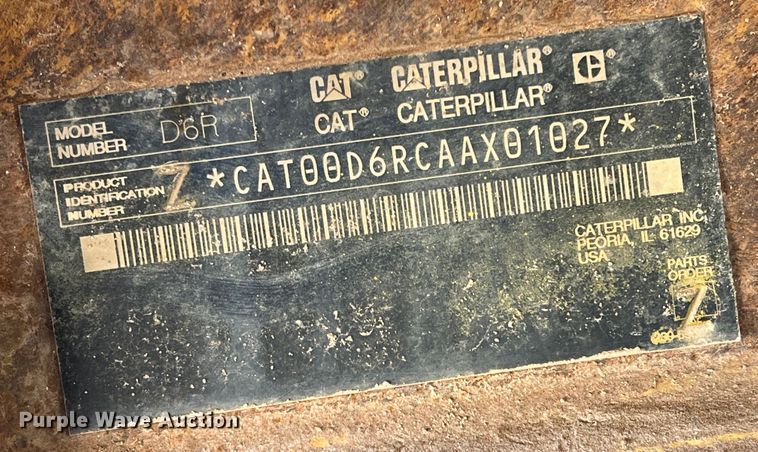 CAT® CATERPILLAR®
CAT® CATERPILLAR®
MODEL NUMBER D6R
PRODUCT IDENTIFICATION NUMBER Z *CAT00D6RCAAX01027*
CATERPILLAR INC
PEORIA, IL 61629
USA
PARTS
ORDER
Z
Purple Wave Auction